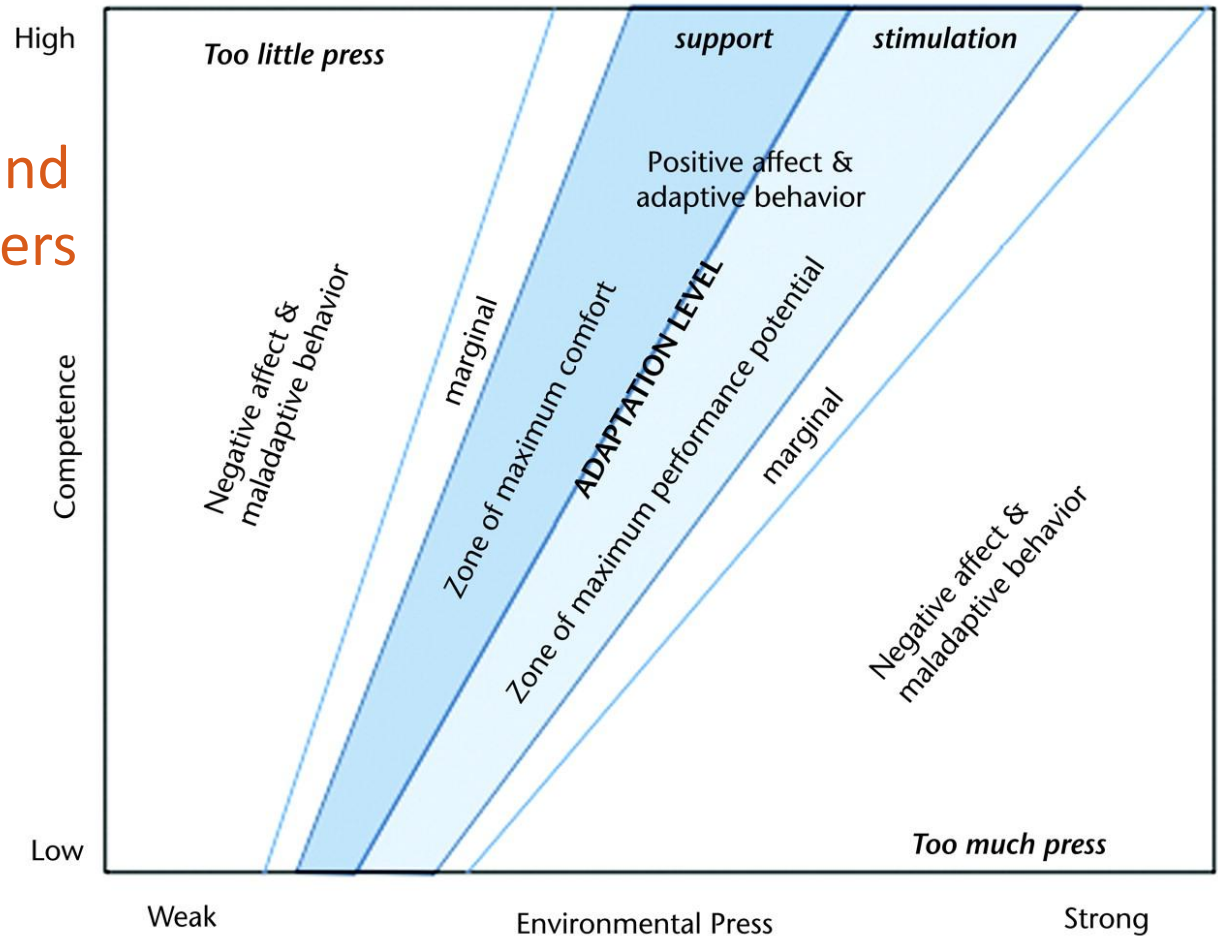 High
Too little press
support
stimulation
nd
ers
Positive affect &
adaptive behavior
Negative affect &
maladaptive behavior
marginal
Zone of maximum comfort
ADAPTATION LEVEL
Zone of maximum performance potential
marginal
Negative affect &
maladaptive behavior
Competence
Low
Too much press
Weak
Environmental Press
Strong